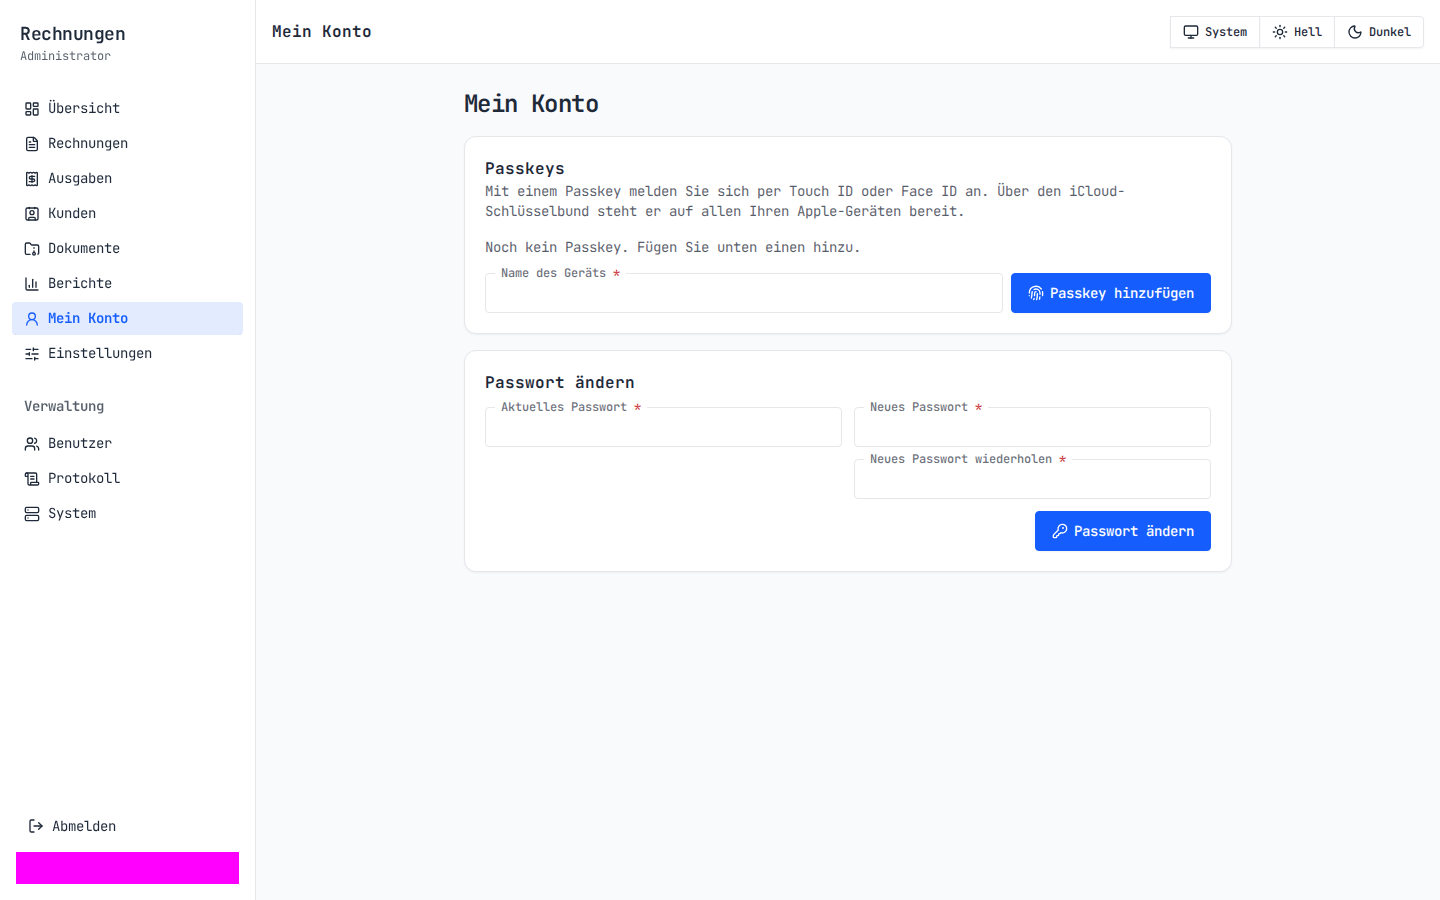 Rechnungen
Administrator
Übersicht
Rechnungen
Ausgaben
Kunden
Dokumente
Berichte
Mein Konto
Einstellungen
Verwaltung
Benutzer
Protokoll
System
Abmelden
Mein Konto
System
Hell
Dunkel
Mein Konto
Passkeys
Mit einem Passkey melden Sie sich per Touch ID oder Face ID an. Über den iCloud-
Schlüsselbund steht er auf allen Ihren Apple-Geräten bereit.
Noch kein Passkey. Fügen Sie unten einen hinzu.
Name des Geräts *
Passkey hinzufügen
Passwort ändern
Aktuelles Passwort *
Neues Passwort *
Neues Passwort wiederholen *
Passwort ändern